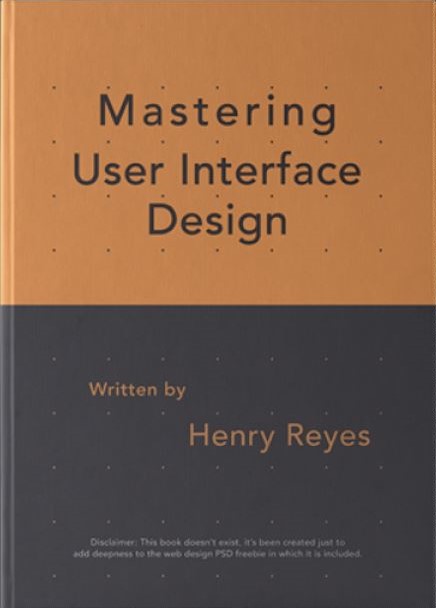 Mastering
User Interface
Design
Written by
Henry Reyes
Disclaimer: This book doesn't exist, it's been created just to
add deepness to the web design PSD freebie in which it is included.